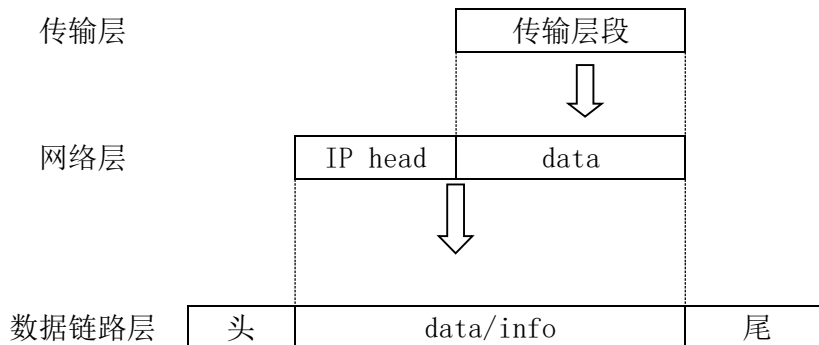 传输层 传输层段
网络层 IP head data
数据链路层 头 data/info 尾